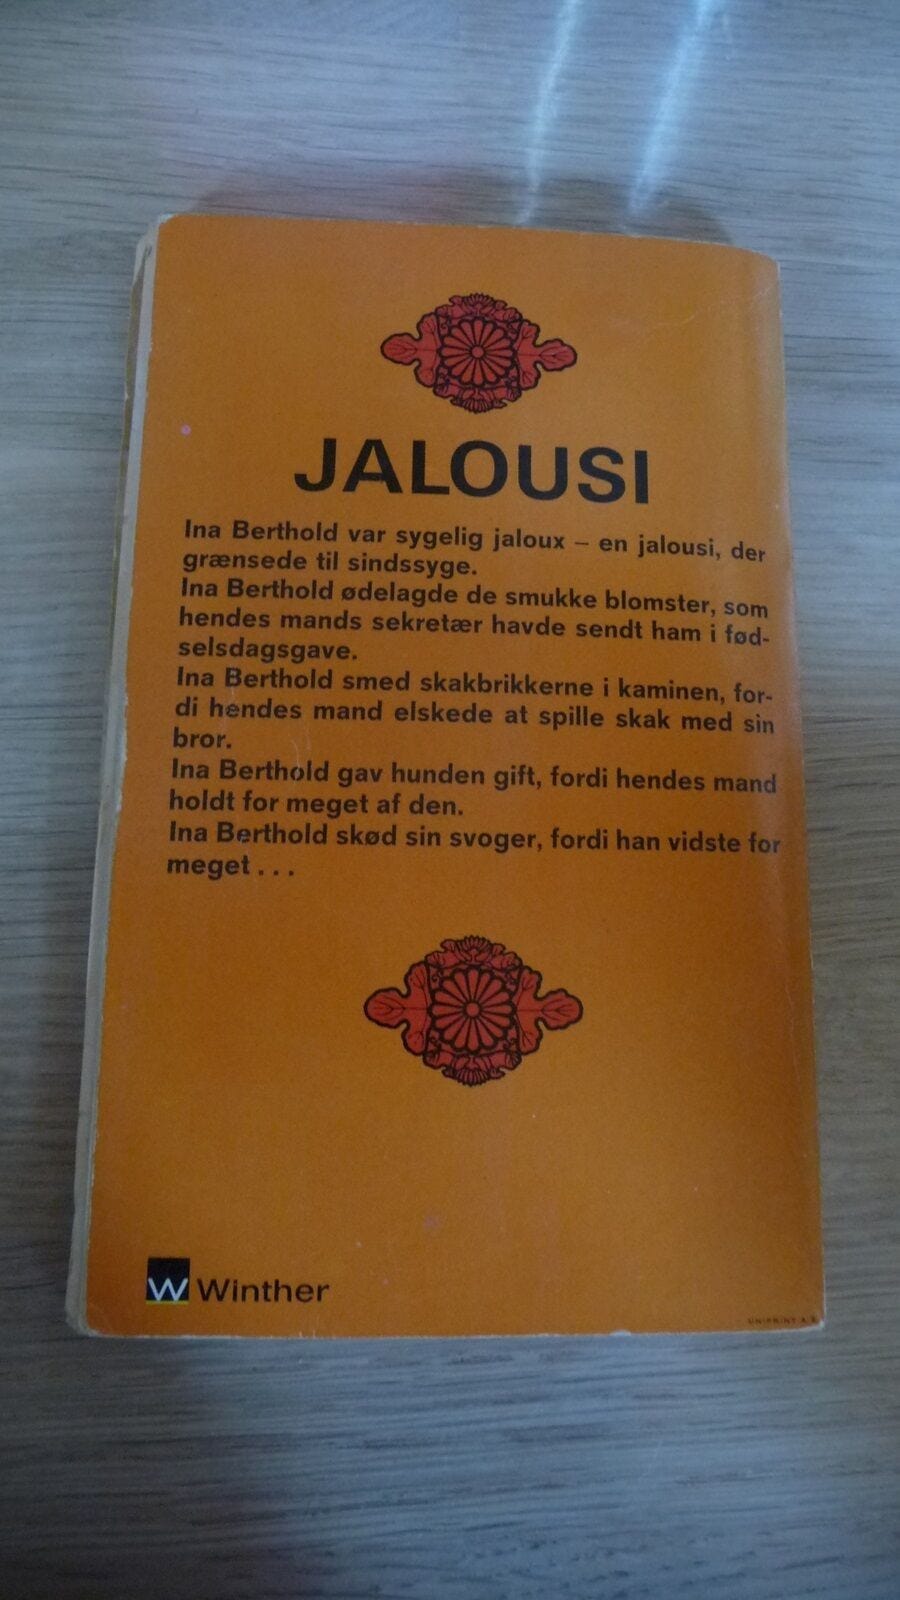 JALOUSI
Ina Berthold var sygelig jaloux – en jalousi, der
grænsede til sindssyge.
Ina Berthold ødelagde de smukke blomster, som
hendes mands sekretær havde sendt ham i fød-
selsdagsgave.
Ina Berthold smed skakbrikkerne i kaminen, for-
di hendes mand elskede at spille skak med sin
bror.
Ina Berthold gav hunden gift, fordi hendes mand
holdt for meget af den.
Ina Berthold skød sin svoger, fordi han vidste for
meget . . .
W Winther
UNIPRINT A.S